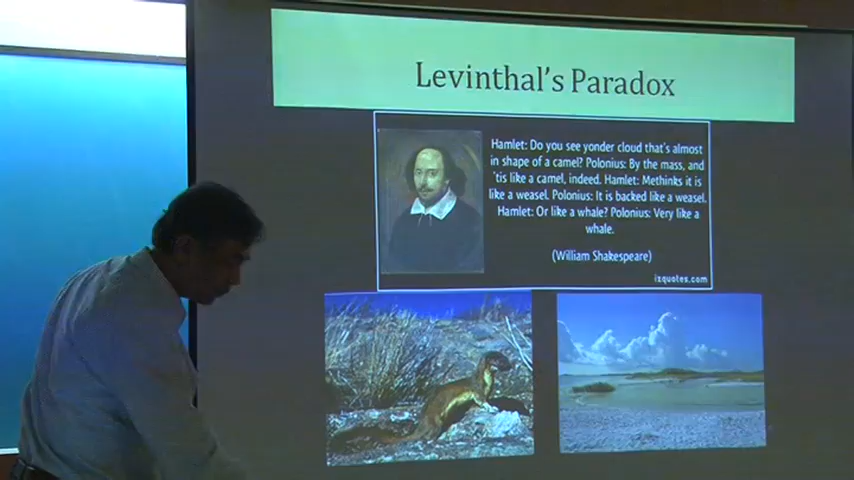 Levinthal's Paradox
Hamlet: Do you see yonder cloud that's almost
in shape of a camel? Polonius: By the mass, and
'tis like a camel, indeed. Hamlet: Methinks it is
like a weasel. Polonius: It is backed like a weasel.
Hamlet: Or like a whale? Polonius: Very like a
whale.
(William Shakespeare)
izquotes.com